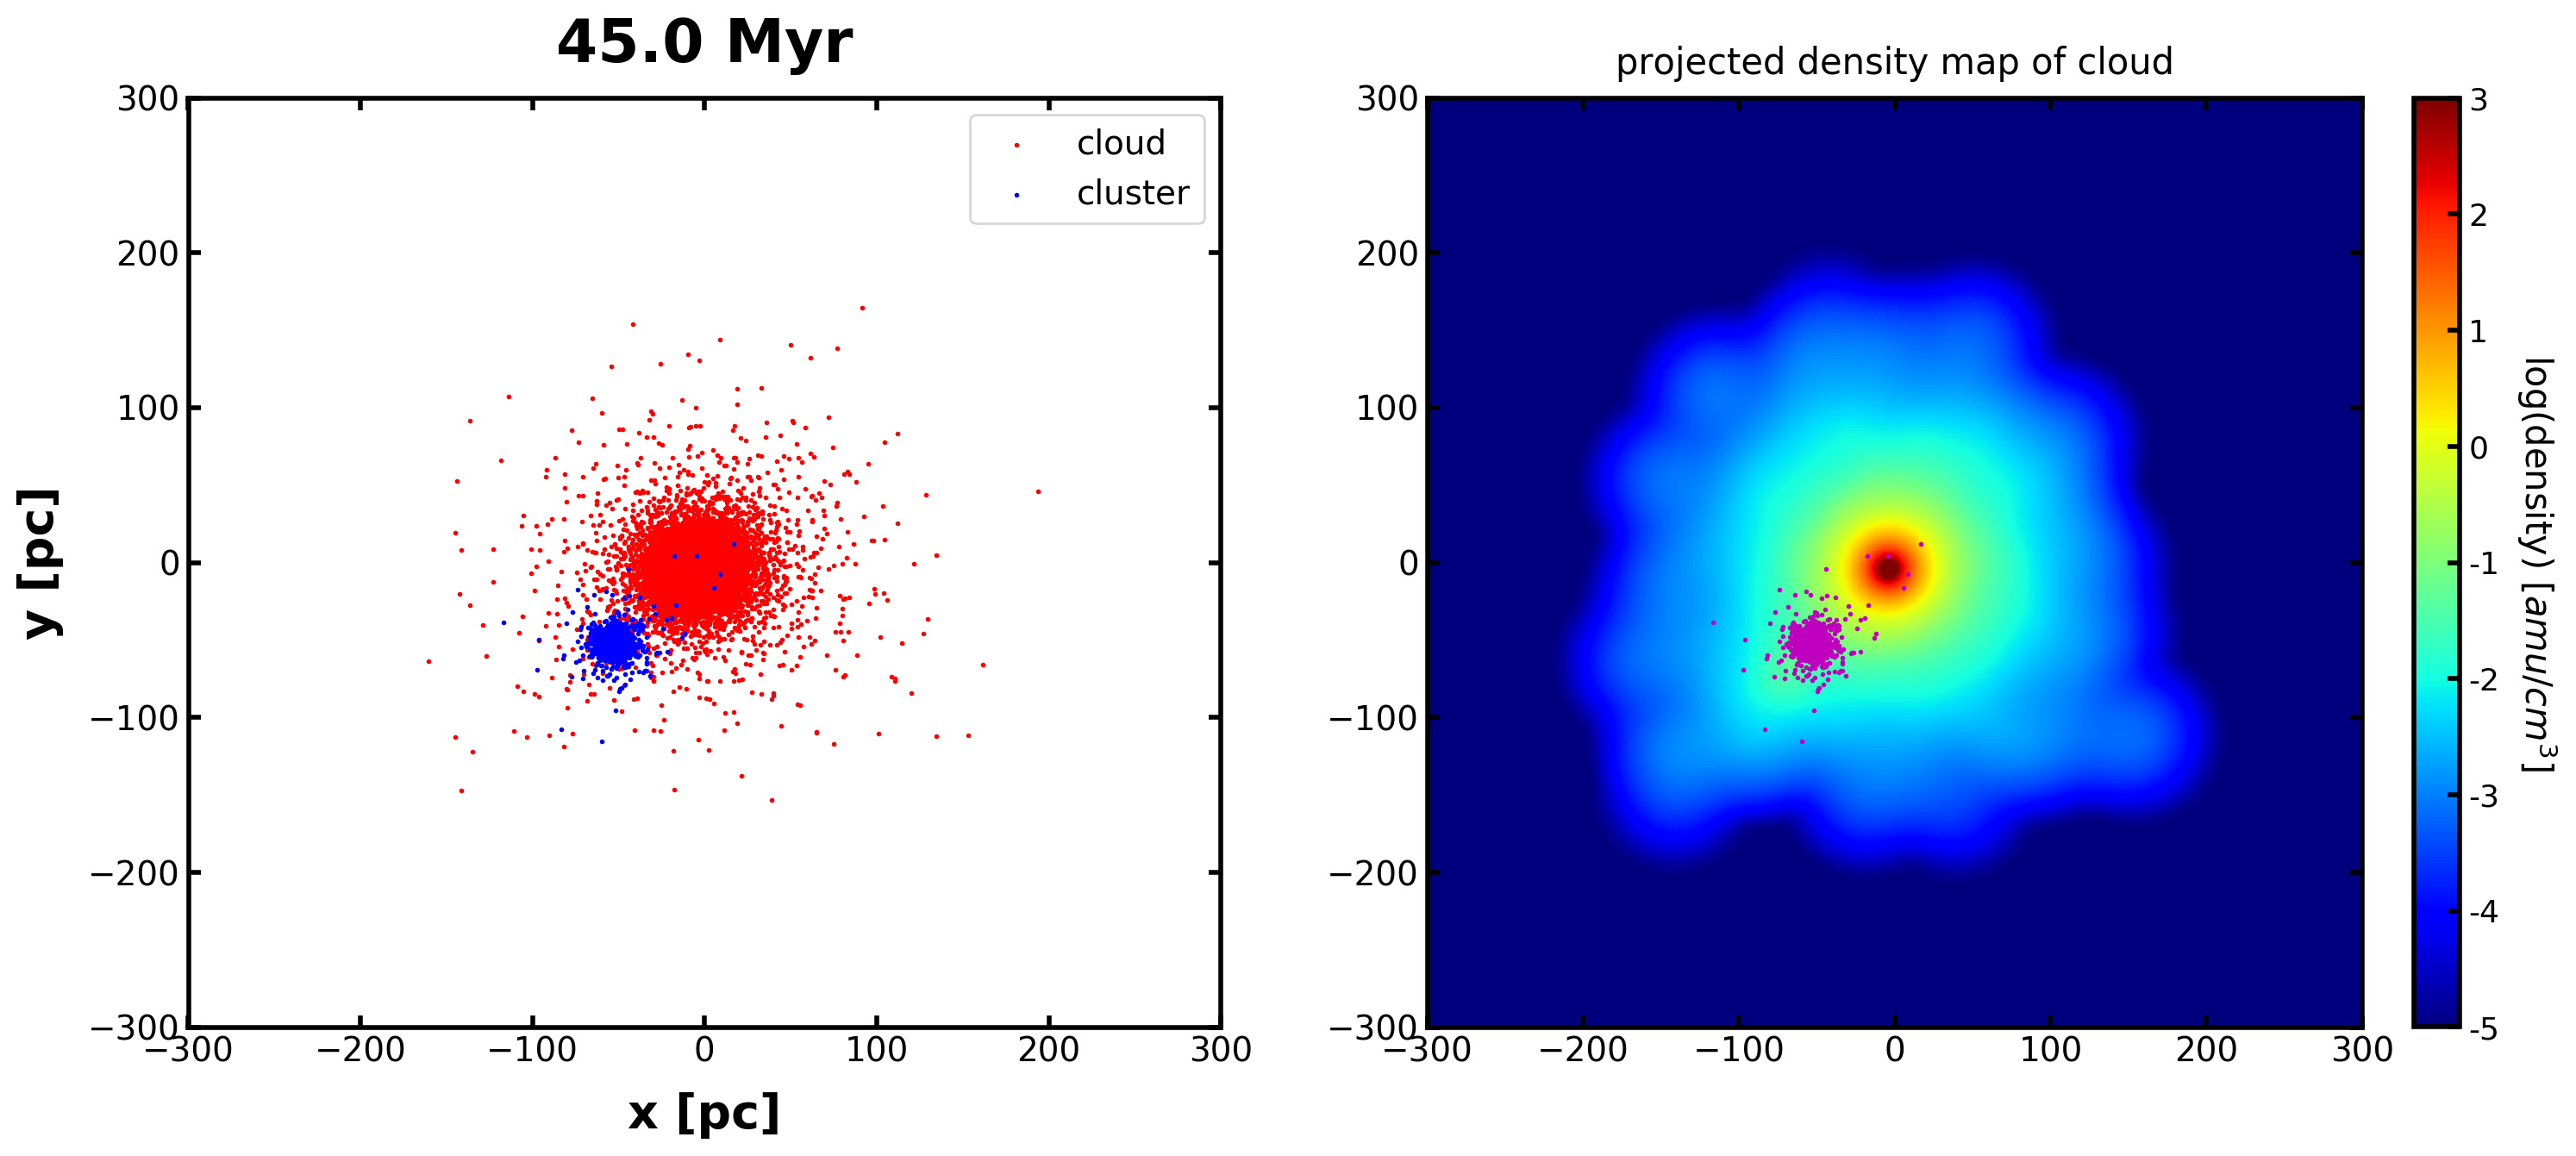 45.0 Myr
300
200
100
0
−100
−200
−300
−300 −200 −100 0 100 200 300
y [pc]
x [pc]
cloud
cluster
projected density map of cloud
300
200
100
0
−100
−200
−300
−300 −200 −100 0 100 200 300
3
2
1
0
-1
-2
-3
-4
-5
log(density) [amu/cm³]